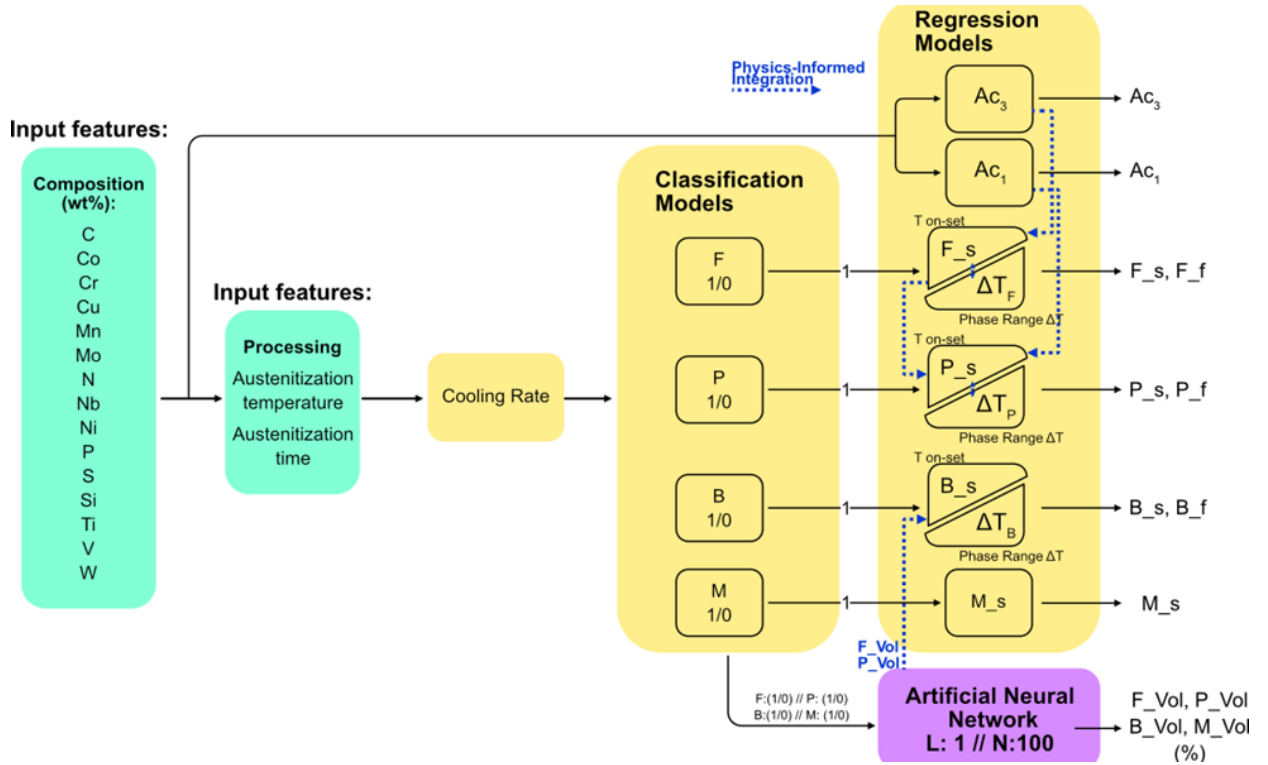 Regression
Models
Physics-Informed
Integration
Ac3
Ac3
Input features:
Composition
(wt%):
C
Co
Cr
Cu
Mn
Mo
N
Nb
Ni
P
S
Si
Ti
V
W
Input features:
Processing
Austenitization
temperature
Austenitization
time
Cooling Rate
Classification
Models
Ac1
Ac1
F
1/0
1
T on-set
F_s
ΔTF
Phase Range ΔT
F_s, F_f
P
1/0
1
T on-set
P_s
ΔTP
Phase Range ΔT
P_s, P_f
B
1/0
1
T on-set
B_s
ΔTB
Phase Range ΔT
B_s, B_f
M
1/0
1
M_s
M_s
F_Vol
P_Vol
F:(1/0) // P: (1/0)
B:(1/0) // M: (1/0)
Artificial Neural
Network
L: 1 // N:100
F_Vol, P_Vol
B_Vol, M_Vol
(%)